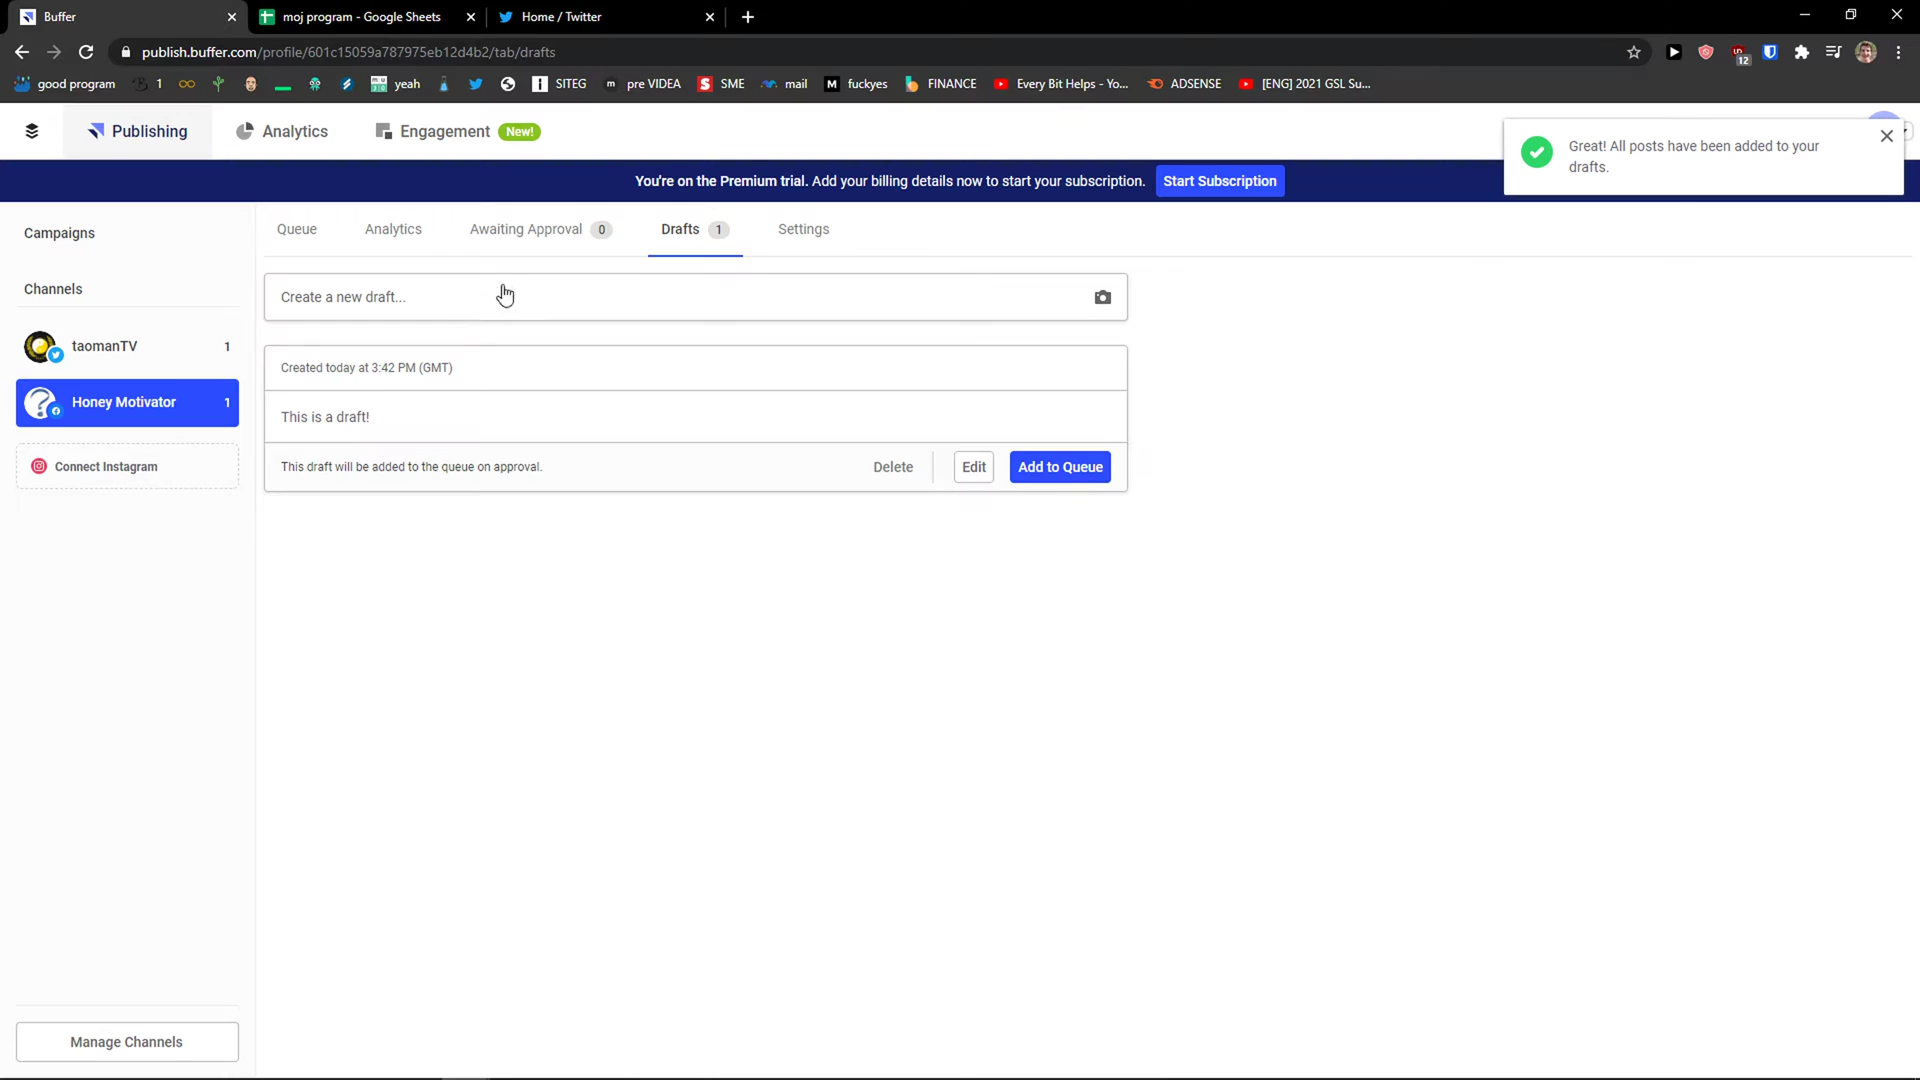 Buffer
moj program - Google Sheets
Home / Twitter
publish.buffer.com/profile/601c15059a787975eb12d4b2/tab/drafts
12
good program
1
yeah
SITEG
pre VIDEA
SME
mail
fuckyes
FINANCE
Every Bit Helps - Yo...
ADSENSE
[ENG] 2021 GSL Su...
Publishing
Analytics
Engagement
New!
Great! All posts have been added to your
drafts.
You're on the Premium trial. Add your billing details now to start your subscription.
Start Subscription
Campaigns
Queue
Analytics
Awaiting Approval
0
Drafts
1
Settings
Channels
Create a new draft...
taomanTV
1
Created today at 3:42 PM (GMT)
Honey Motivator
1
This is a draft!
Connect Instagram
This draft will be added to the queue on approval.
Delete
Edit
Add to Queue
Manage Channels